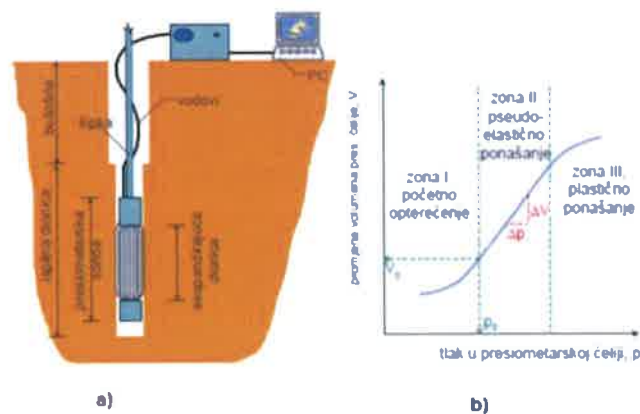 PC
vodovi
šipka
bušotina
ispitna dionica
presiometarska
sonda
ekspandirajuća
dionica
a)
promjena volumena pres. ćelije, V
zona I
početno
opterećenje
zona II
pseudo-
elastično
ponašanje
zona III,
plastično
ponašanje
ΔV
Δp
V₀
p₀
tlak u presiometarskoj ćeliji, p
b)